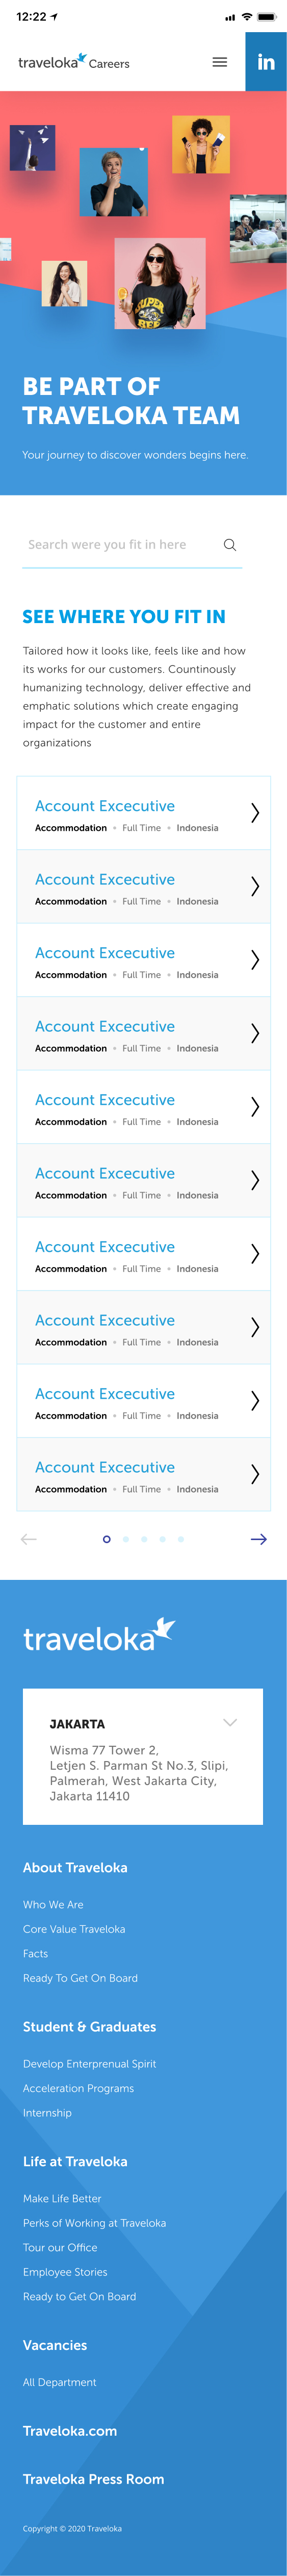 12:22
traveloka Careers
in
SUPER
BE PART OF
TRAVELOKA TEAM
Your journey to discover wonders begins here.
Search were you fit in here
SEE WHERE YOU FIT IN
Tailored how it looks like, feels like and how
its works for our customers. Countinously
humanizing technology, deliver effective and
emphatic solutions which create engaging
impact for the customer and entire
organizations
Account Excecutive
Accommodation • Full Time • Indonesia
Account Excecutive
Accommodation • Full Time • Indonesia
Account Excecutive
Accommodation • Full Time • Indonesia
Account Excecutive
Accommodation • Full Time • Indonesia
Account Excecutive
Accommodation • Full Time • Indonesia
Account Excecutive
Accommodation • Full Time • Indonesia
Account Excecutive
Accommodation • Full Time • Indonesia
Account Excecutive
Accommodation • Full Time • Indonesia
Account Excecutive
Accommodation • Full Time • Indonesia
Account Excecutive
Accommodation • Full Time • Indonesia
traveloka
JAKARTA
Wisma 77 Tower 2,
Letjen S. Parman St No.3, Slipi,
Palmerah, West Jakarta City,
Jakarta 11410
About Traveloka
Who We Are
Core Value Traveloka
Facts
Ready To Get On Board
Student & Graduates
Develop Enterprenual Spirit
Acceleration Programs
Internship
Life at Traveloka
Make Life Better
Perks of Working at Traveloka
Tour our Office
Employee Stories
Ready to Get On Board
Vacancies
All Department
Traveloka.com
Traveloka Press Room
Copyright © 2020 Traveloka